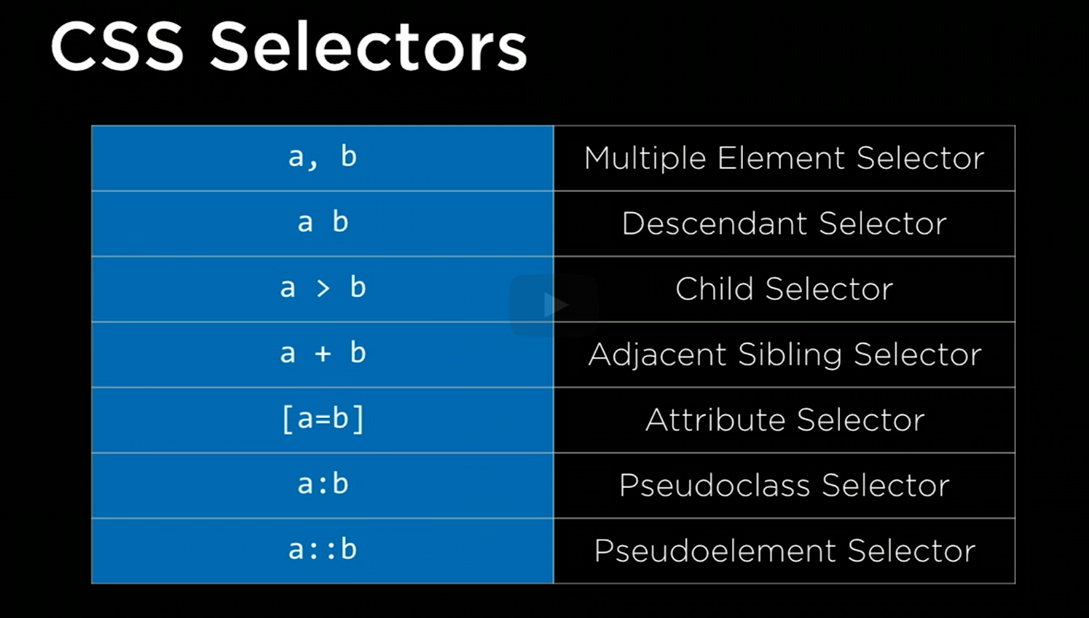 CSS Selectors
a, b Multiple Element Selector
a b Descendant Selector
a > b Child Selector
a + b Adjacent Sibling Selector
[a=b] Attribute Selector
a:b Pseudoclass Selector
a::b Pseudoelement Selector